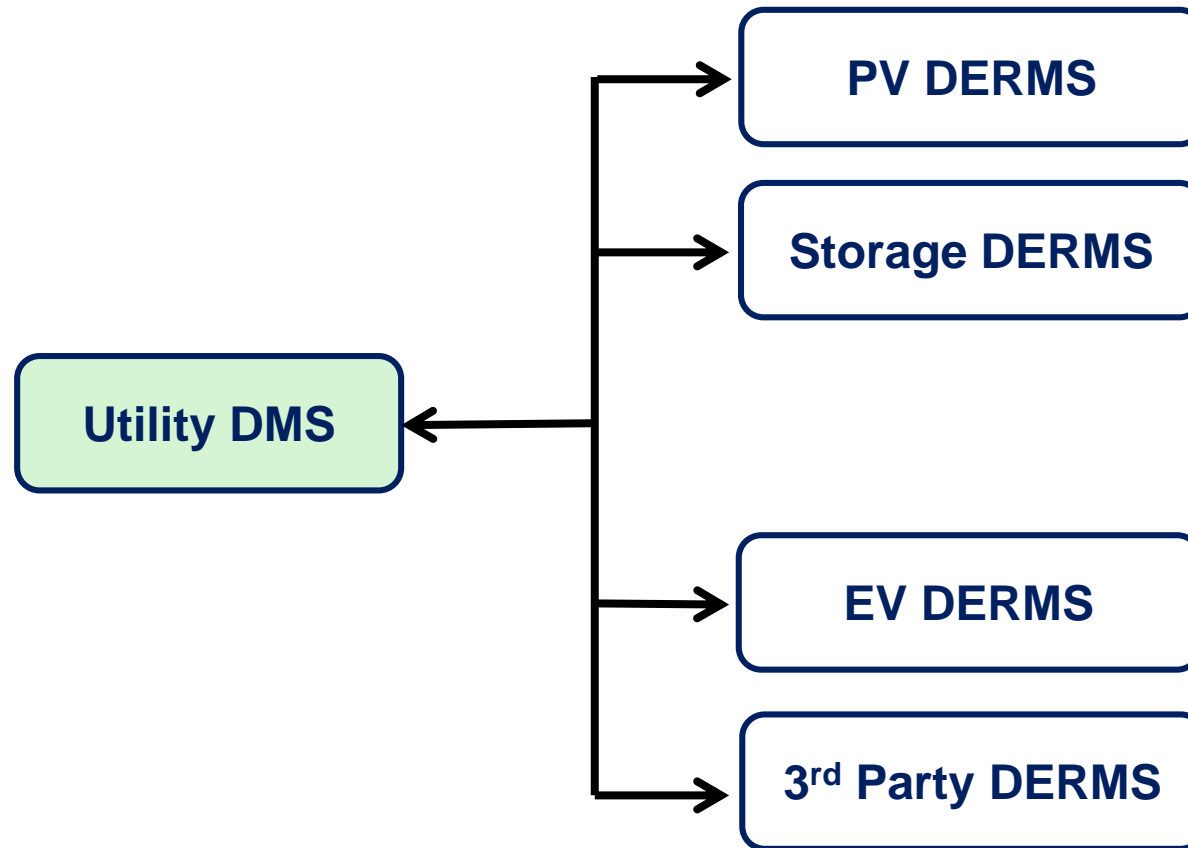 PV DERMS
Storage DERMS
Utility DMS
EV DERMS
3rd Party DERMS